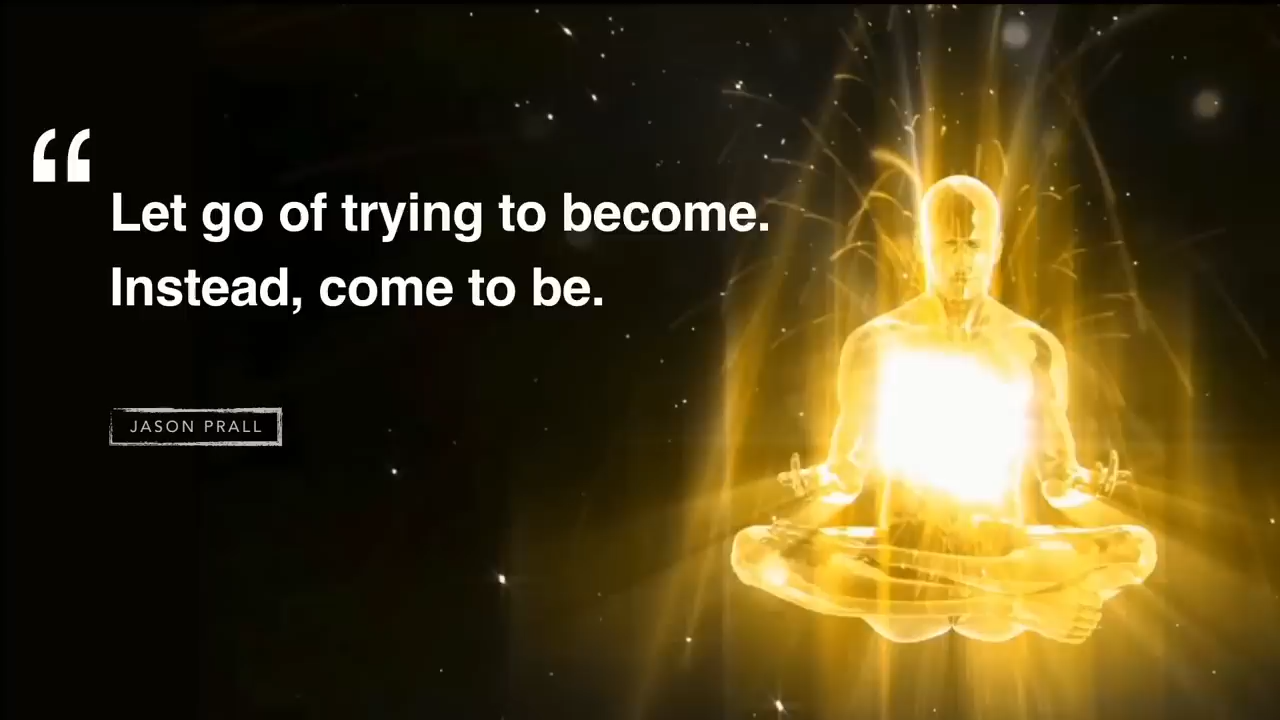 “
Let go of trying to become.
Instead, come to be.
JASON PRALL